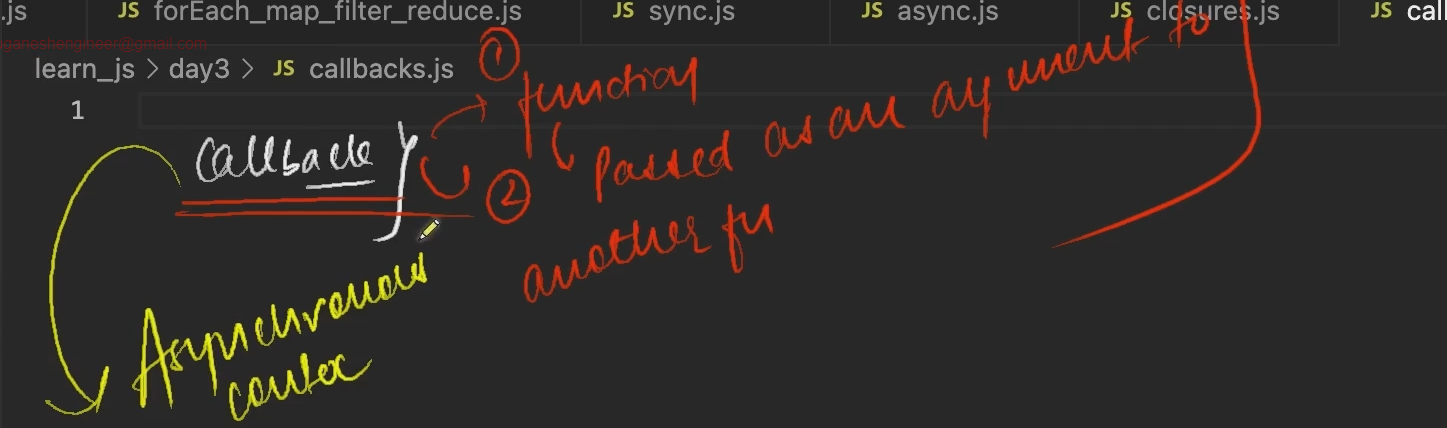 .js JS forEach_map_filter_reduce.js JS sync.js JS async.js JS closures.js JS call
ganeshengineer@gmail.com
learn_js > day3 > JS callbacks.js
1
Callback
① function
passed as an argument to
② another fn
Asynchronous
contex